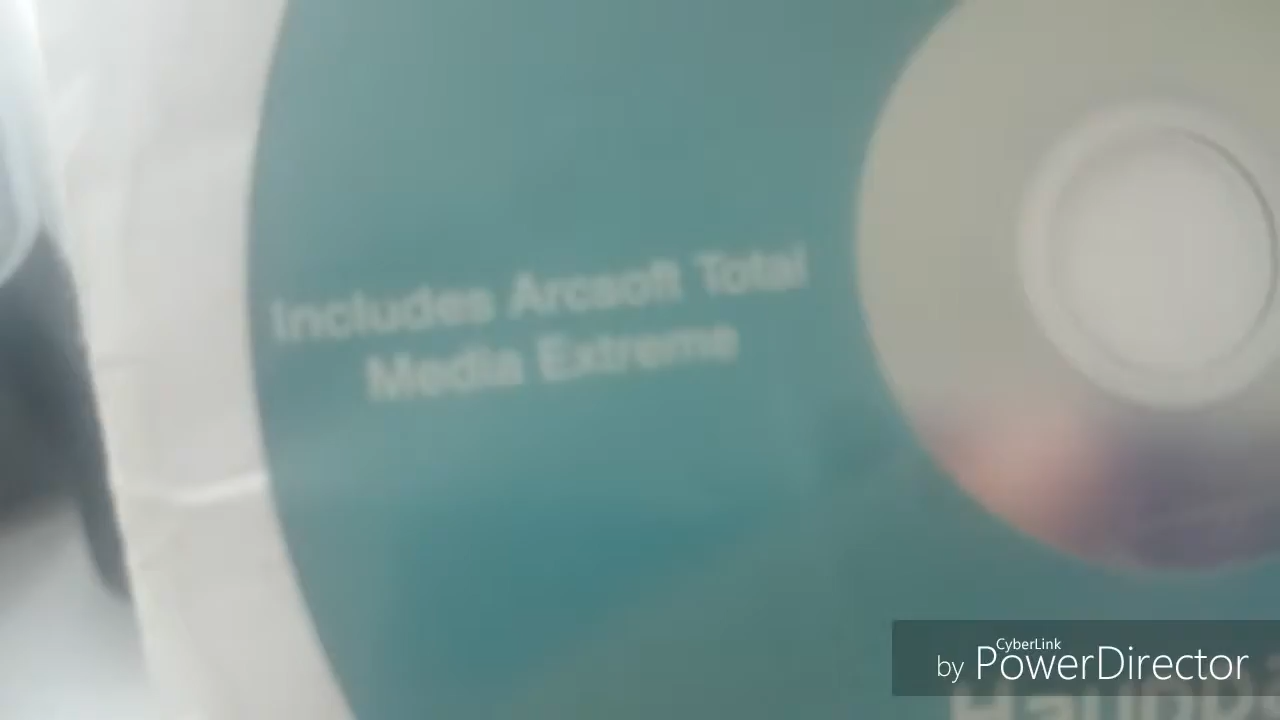 Includes Arcsoft Total
Media Extreme
CyberLink
by PowerDirector